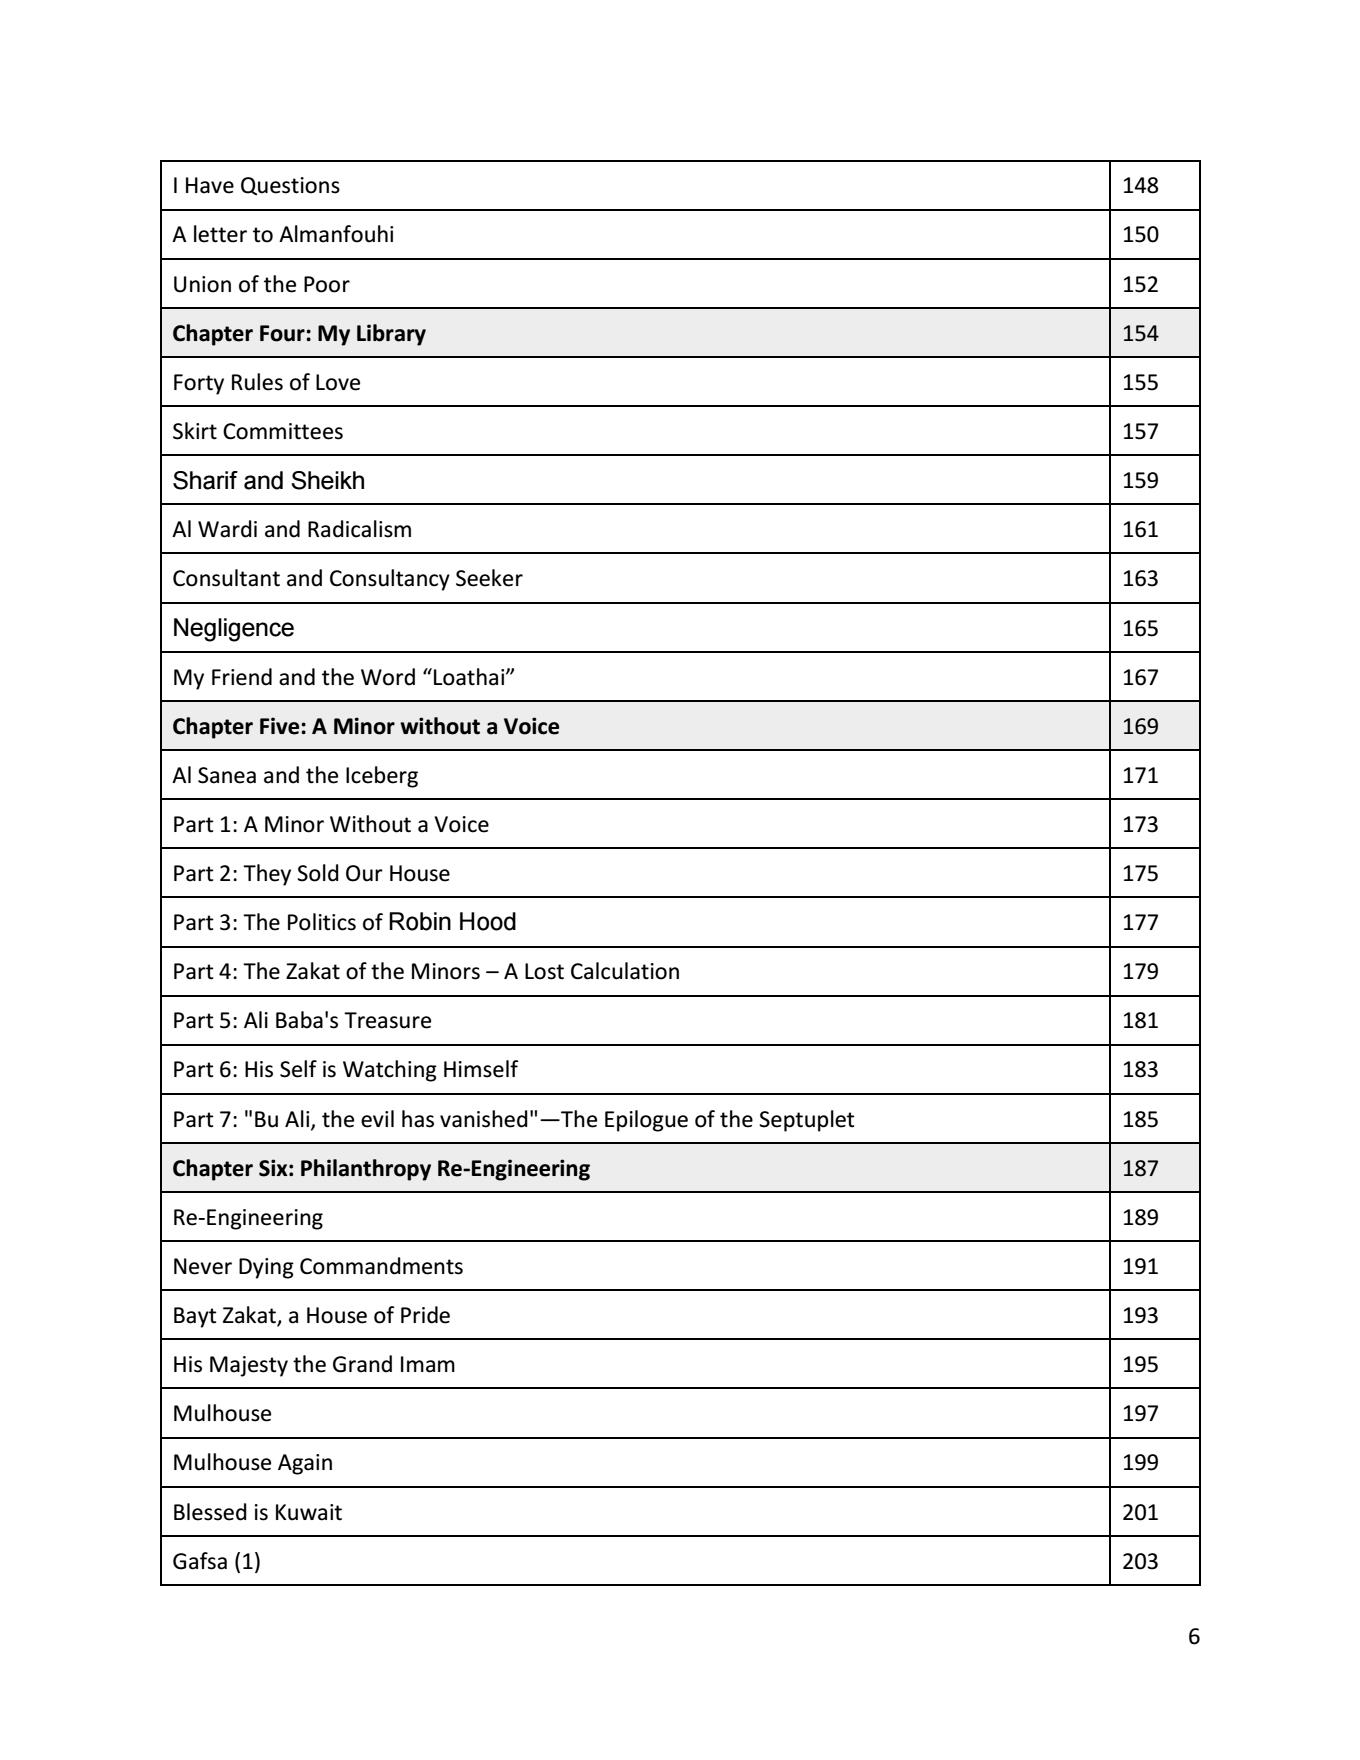 I Have Questions 148
A letter to Almanfouhi 150
Union of the Poor 152
Chapter Four: My Library 154
Forty Rules of Love 155
Skirt Committees 157
Sharif and Sheikh 159
Al Wardi and Radicalism 161
Consultant and Consultancy Seeker 163
Negligence 165
My Friend and the Word “Loathai” 167
Chapter Five: A Minor without a Voice 169
Al Sanea and the Iceberg 171
Part 1: A Minor Without a Voice 173
Part 2: They Sold Our House 175
Part 3: The Politics of Robin Hood 177
Part 4: The Zakat of the Minors – A Lost Calculation 179
Part 5: Ali Baba's Treasure 181
Part 6: His Self is Watching Himself 183
Part 7: "Bu Ali, the evil has vanished"—The Epilogue of the Septuplet 185
Chapter Six: Philanthropy Re-Engineering 187
Re-Engineering 189
Never Dying Commandments 191
Bayt Zakat, a House of Pride 193
His Majesty the Grand Imam 195
Mulhouse 197
Mulhouse Again 199
Blessed is Kuwait 201
Gafsa (1) 203
6